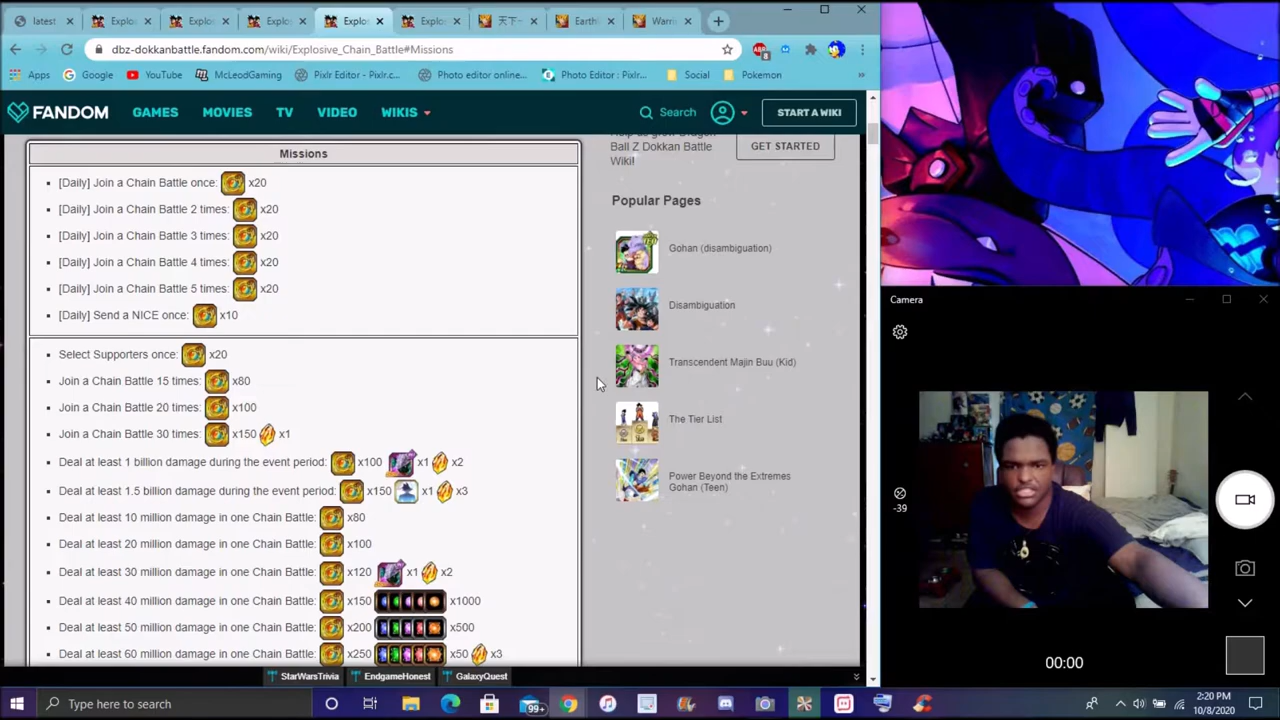 latest
Explo
Explo
Explo
Explo
Explo
天下一
Earth
Warri
dbz-dokkanbattle.fandom.com/wiki/Explosive_Chain_Battle#Missions
ABP 8
Apps Google YouTube McLeodGaming Pixlr Editor - Pixlr.c... Photo editor online... Photo Editor : Pixlr... Social Pokemon »
FANDOM GAMES MOVIES TV VIDEO WIKIS Search START A WIKI
Missions
[Daily] Join a Chain Battle once: x20
[Daily] Join a Chain Battle 2 times: x20
[Daily] Join a Chain Battle 3 times: x20
[Daily] Join a Chain Battle 4 times: x20
[Daily] Join a Chain Battle 5 times: x20
[Daily] Send a NICE once: x10
Select Supporters once: x20
Join a Chain Battle 15 times: x80
Join a Chain Battle 20 times: x100
Join a Chain Battle 30 times: x150 x1
Deal at least 1 billion damage during the event period: x100 x1 x2
Deal at least 1.5 billion damage during the event period: x150 x1 x3
Deal at least 10 million damage in one Chain Battle: x80
Deal at least 20 million damage in one Chain Battle: x100
Deal at least 30 million damage in one Chain Battle: x120 x1 x2
Deal at least 40 million damage in one Chain Battle: x150 x1000
Deal at least 50 million damage in one Chain Battle: x200 x500
Deal at least 60 million damage in one Chain Battle: x250 x50 x3
Help us grow Dragon
Ball Z Dokkan Battle
Wiki!
GET STARTED
Popular Pages
Gohan (disambiguation)
Disambiguation
Transcendent Majin Buu (Kid)
The Tier List
Power Beyond the Extremes
Gohan (Teen)
StarWarsTrivia EndgameHonest GalaxyQuest
Camera
-39
00:00
Type here to search
99+
2:20 PM
10/8/2020